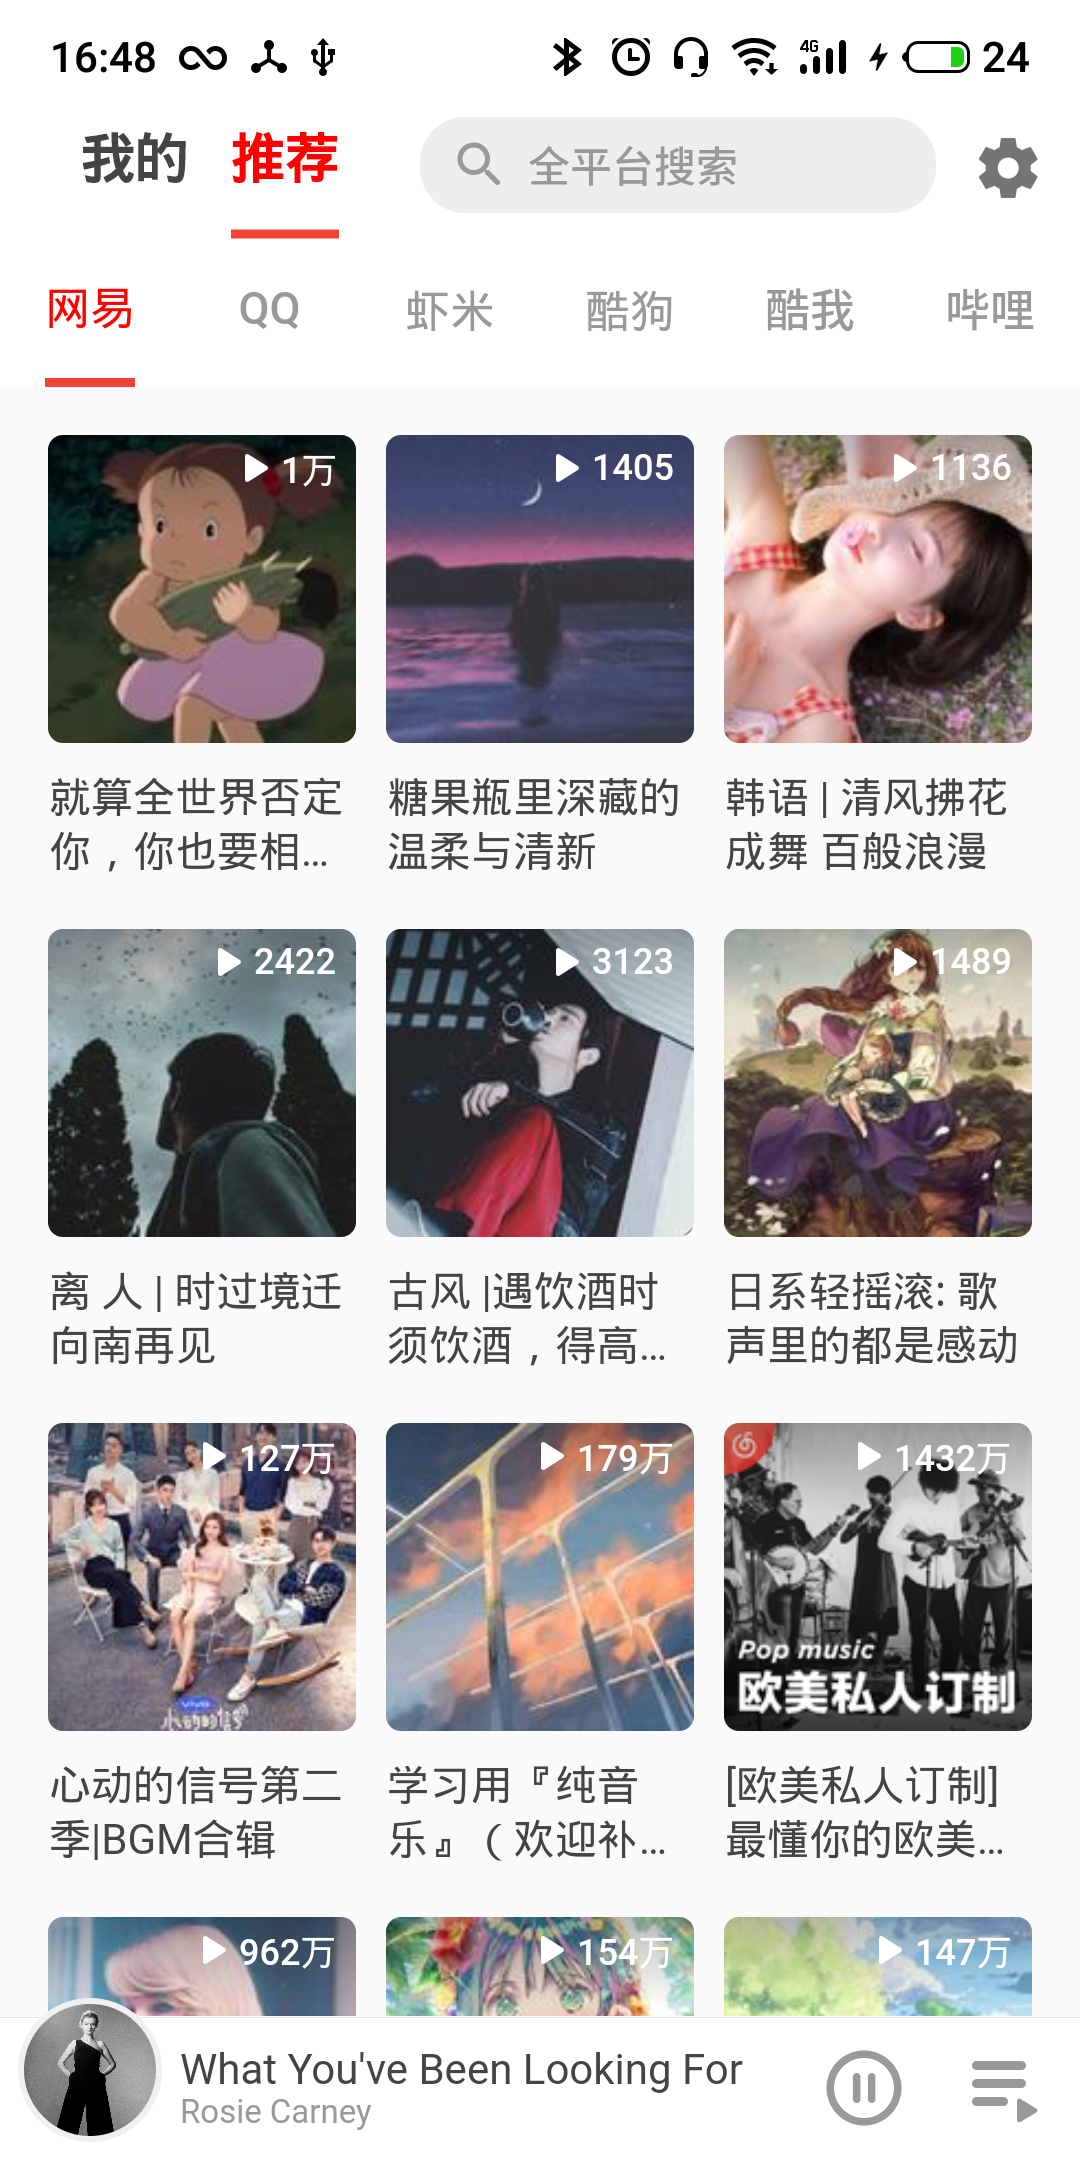 16:48
4G
24
我的
推荐
全平台搜索
网易
QQ
虾米
酷狗
酷我
哔哩
1万
1405
1136
就算全世界否定
你，你也要相...
糖果瓶里深藏的
温柔与清新
韩语 | 清风拂花
成舞 百般浪漫
2422
3123
1489
离 人 | 时过境迁
向南再见
古风 |遇饮酒时
须饮酒，得高...
日系轻摇滚: 歌
声里的都是感动
127万
179万
1432万
vivo
Pop music
欧美私人订制
心动的信号第二
季|BGM合辑
学习用『纯音
乐』（欢迎补...
[欧美私人订制]
最懂你的欧美...
962万
154万
147万
What You've Been Looking For
Rosie Carney